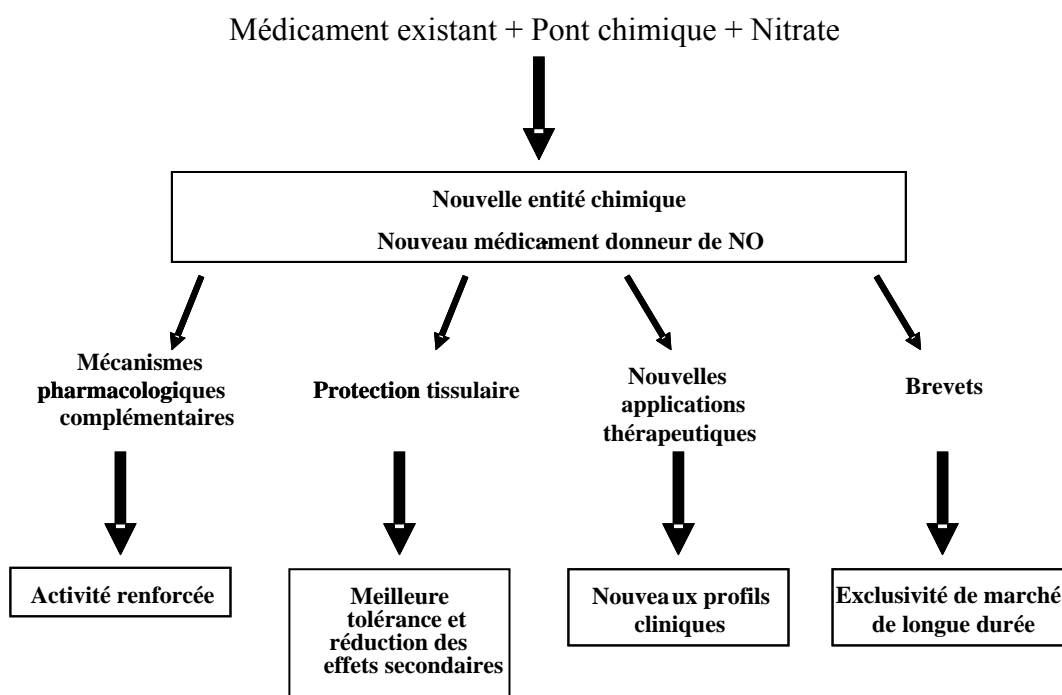 Médicament existant + Pont chimique + Nitrate
Nouvelle entité chimique
Nouveau médicament donneur de NO
Mécanismes
pharmacologiques
complémentaires
Protection tissulaire
Nouvelles
applications
thérapeutiques
Brevets
Activité renforcée
Meilleure
tolérance et
réduction des
effets secondaires
Nouveaux profils
cliniques
Exclusivité de marché
de longue durée